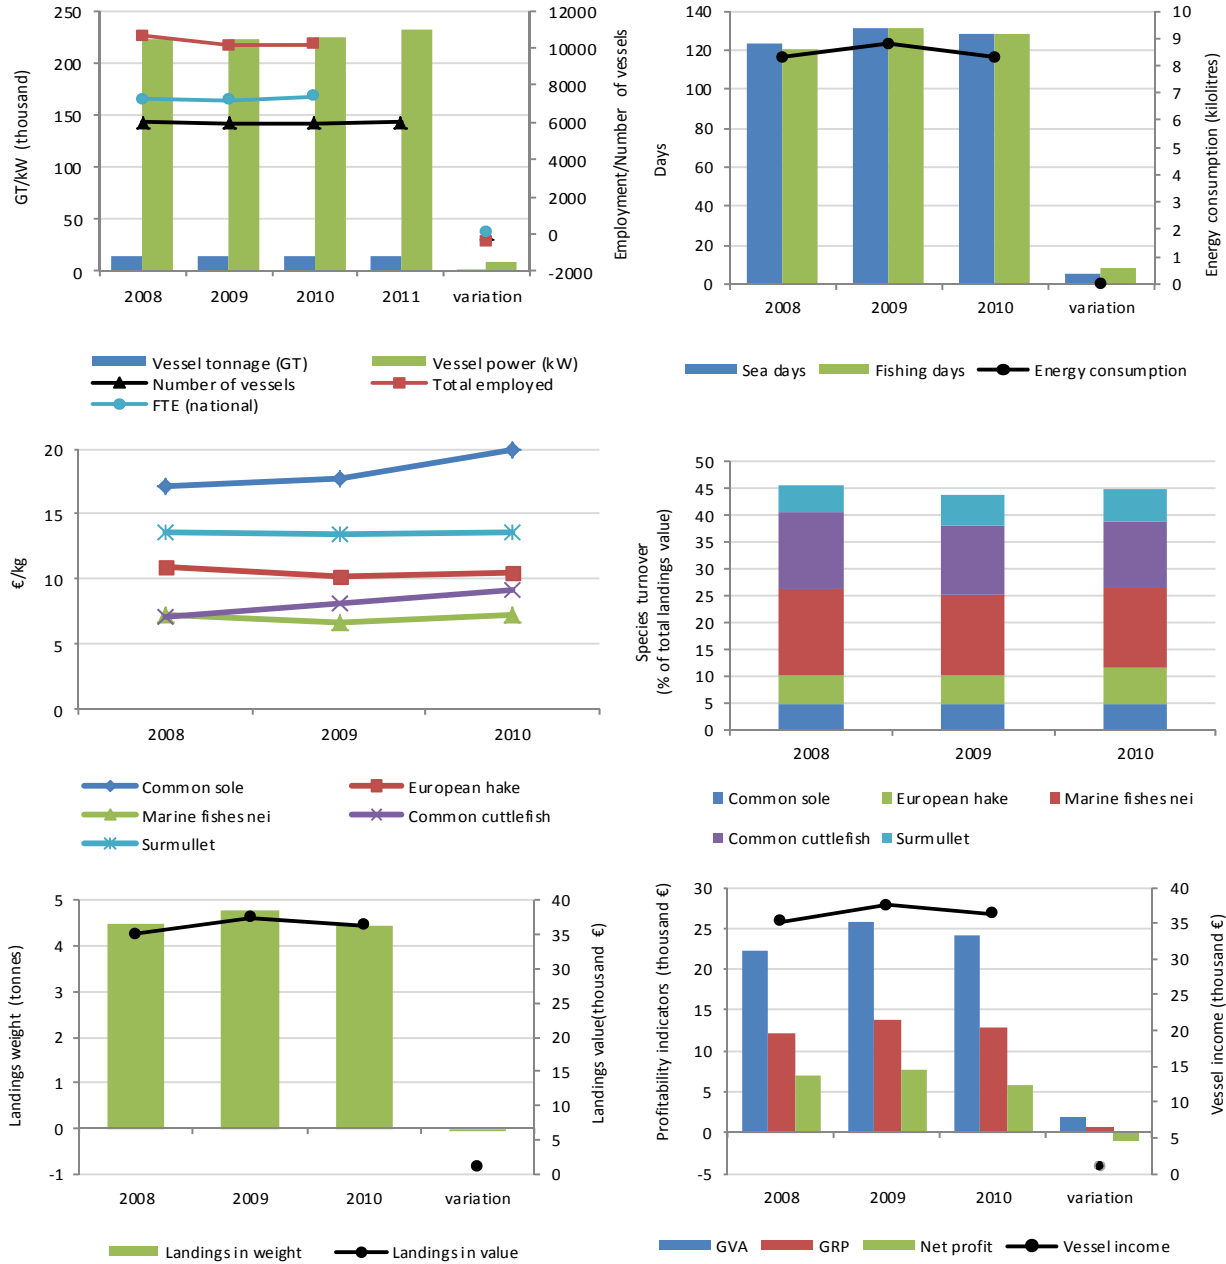 GT/kW (thousand)
250
200
150
100
50
0
12000
10000
8000
6000
4000
2000
0
-2000
Employment/Number of vessels
2008 2009 2010 2011 variation
Vessel tonnage (GT) Vessel power (kW)
Number of vessels Total employed
FTE (national)
Days
140
120
100
80
60
40
20
0
10
9
8
7
6
5
4
3
2
1
0
Energy consumption (kilolitres)
2008 2009 2010 variation
Sea days Fishing days Energy consumption
€/kg
20
15
10
5
0
2008 2009 2010
Common sole European hake
Marine fishes nei Common cuttlefish
Surmullet
Species turnover
(% of total landings value)
50
45
40
35
30
25
20
15
10
5
0
2008 2009 2010
Common sole European hake Marine fishes nei
Common cuttlefish Surmullet
Landings weight (tonnes)
5
4
3
2
1
0
-1
40
35
30
25
20
15
10
5
0
Landings value(thousand €)
2008 2009 2010 variation
Landings in weight Landings in value
Profitability indicators (thousand €)
30
25
20
15
10
5
0
-5
40
35
30
25
20
15
10
5
0
Vessel income (thousand €)
2008 2009 2010 variation
GVA GRP Net profit Vessel income